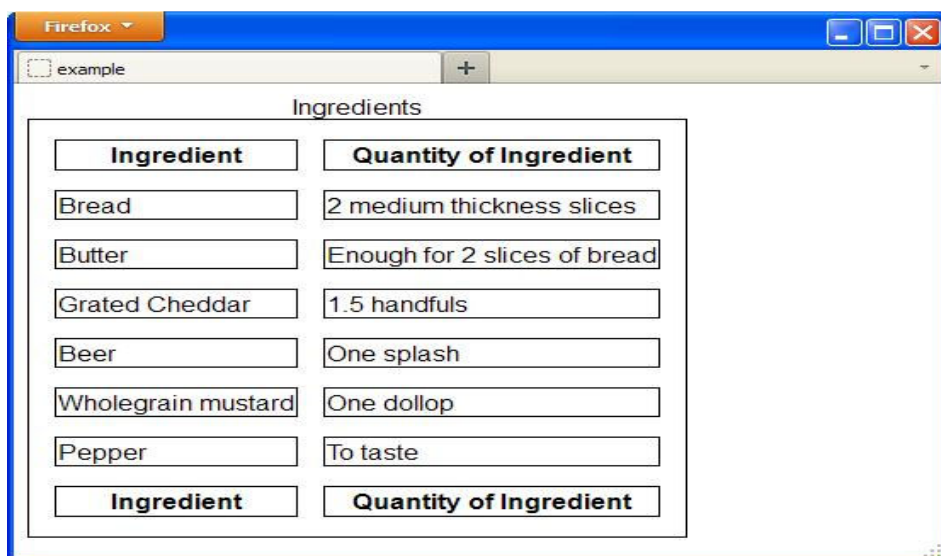 Firefox
example
Ingredients
Ingredient Quantity of Ingredient
Bread 2 medium thickness slices
Butter Enough for 2 slices of bread
Grated Cheddar 1.5 handfuls
Beer One splash
Wholegrain mustard One dollop
Pepper To taste
Ingredient Quantity of Ingredient